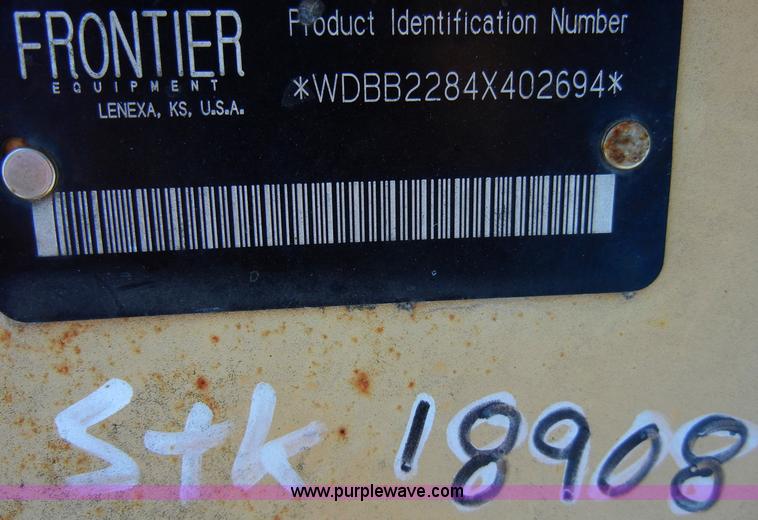 FRONTIER
EQUIPMENT
LENEXA, KS, U.S.A.
Product Identification Number
*WDBB2284X402694*
Stk 18908
www.purplewave.com